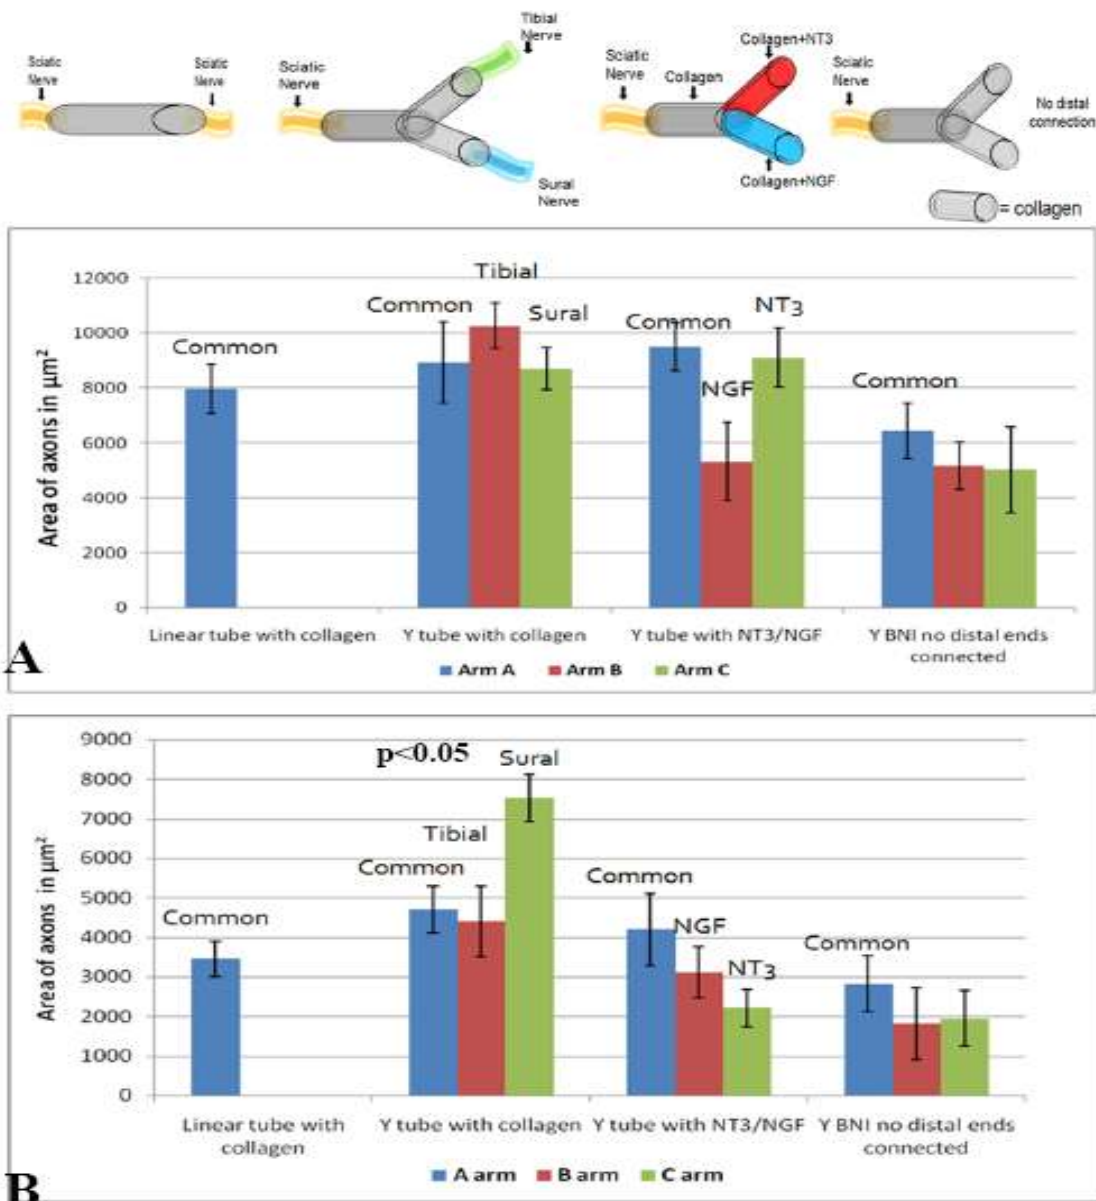 Sciatic
Nerve
Sciatic
Nerve
Sciatic
Nerve
Tibial
Nerve
Sural
Nerve
Sciatic
Nerve
Collagen
Collagen+NT3
Collagen+NGF
Sciatic
Nerve
No distal
connection
= collagen
Area of axons in µm²
12000
10000
8000
6000
4000
2000
0
Common
Common
Tibial
Sural
Common
NGF
NT3
Common
Linear tube with collagen
Y tube with collagen
Y tube with NT3/NGF
Y BNI no distal ends
connected
Arm A
Arm B
Arm C
A
Area of axons in µm²
9000
8000
7000
6000
5000
4000
3000
2000
1000
0
p<0.05
Common
Common
Tibial
Sural
Common
NGF
NT3
Common
Linear tube with
collagen
Y tube with collagen
Y tube with NT3/NGF
Y BNI no distal ends
connected
A arm
B arm
C arm
B